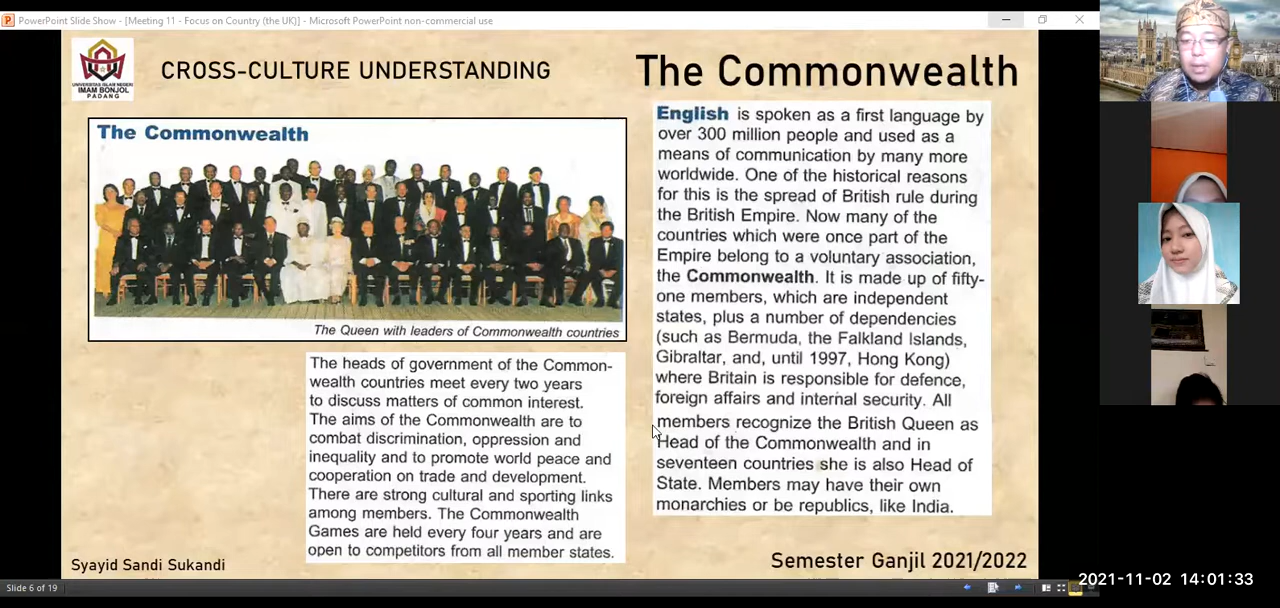 PowerPoint Slide Show - [Meeting 11 - Focus on Country (the UK)] - Microsoft PowerPoint non-commercial use
UNIVERSITAS ISLAM NEGERI
IMAM BONJOL
PADANG
CROSS-CULTURE UNDERSTANDING
The Commonwealth
The Commonwealth
The Queen with leaders of Commonwealth countries
The heads of government of the Common-
wealth countries meet every two years
to discuss matters of common interest.
The aims of the Commonwealth are to
combat discrimination, oppression and
inequality and to promote world peace and
cooperation on trade and development.
There are strong cultural and sporting links
among members. The Commonwealth
Games are held every four years and are
open to competitors from all member states.
English is spoken as a first language by
over 300 million people and used as a
means of communication by many more
worldwide. One of the historical reasons
for this is the spread of British rule during
the British Empire. Now many of the
countries which were once part of the
Empire belong to a voluntary association,
the Commonwealth. It is made up of fifty-
one members, which are independent
states, plus a number of dependencies
(such as Bermuda, the Falkland Islands,
Gibraltar, and, until 1997, Hong Kong)
where Britain is responsible for defence,
foreign affairs and internal security. All
members recognize the British Queen as
Head of the Commonwealth and in
seventeen countries she is also Head of
State. Members may have their own
monarchies or be republics, like India.
Syayid Sandi Sukandi
Semester Ganjil 2021/2022
Slide 6 of 19
2021-11-02 14:01:33